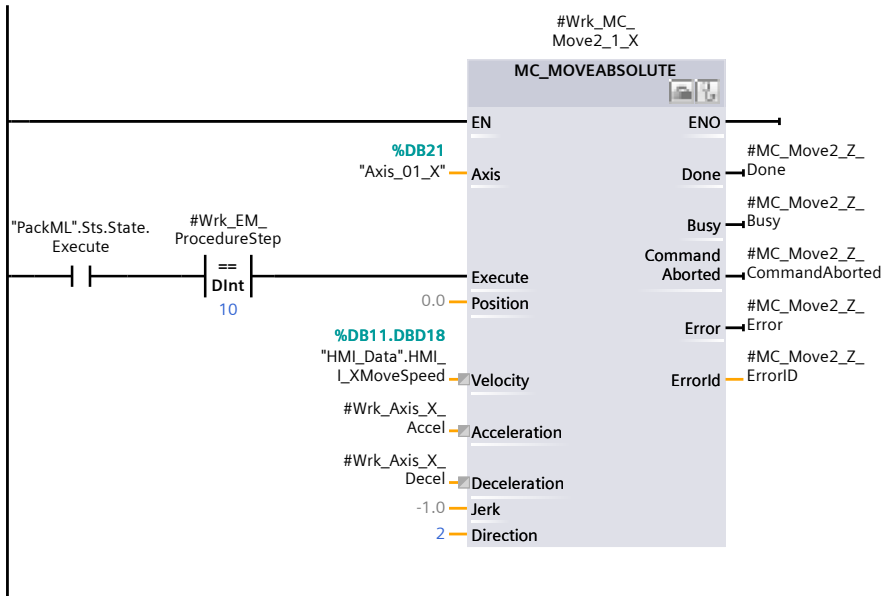 #Wrk_MC_
Move2_1_X
MC_MOVEABSOLUTE
EN
ENO
%DB21
"Axis_01_X"
Axis
#MC_Move2_Z_
Done
Done
#MC_Move2_Z_
Busy
Busy
"PackML".Sts.State.
Execute
#Wrk_EM_
ProcedureStep
==
DInt
10
Execute
Command
Aborted
#MC_Move2_Z_
CommandAborted
0.0
Position
#MC_Move2_Z_
Error
Error
%DB11.DBD18
"HMI_Data".HMI_
I_XMoveSpeed
Velocity
#MC_Move2_Z_
ErrorID
ErrorId
#Wrk_Axis_X_
Accel
Acceleration
#Wrk_Axis_X_
Decel
Deceleration
-1.0
Jerk
2
Direction